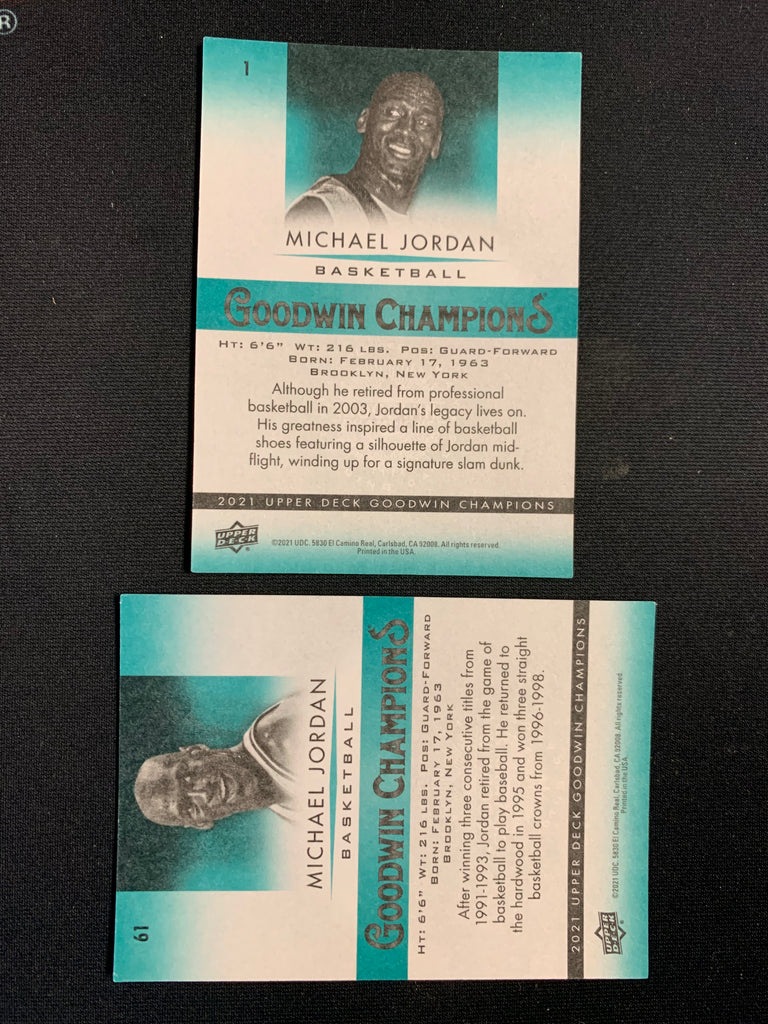 ®
1
MICHAEL JORDAN
BASKETBALL
GOODWIN CHAMPIONS
HT: 6'6" WT: 216 LBS. POS: GUARD-FORWARD
BORN: FEBRUARY 17, 1963
BROOKLYN, NEW YORK
Although he retired from professional
basketball in 2003, Jordan's legacy lives on.
His greatness inspired a line of basketball
shoes featuring a silhouette of Jordan mid-
flight, winding up for a signature slam dunk.
2021 UPPER DECK GOODWIN CHAMPIONS
UPPER
DECK
©2021 UDC. 5830 El Camino Real, Carlsbad, CA 92008. All rights reserved.
Printed in the USA.
61
MICHAEL JORDAN
BASKETBALL
GOODWIN CHAMPIONS
HT: 6'6" WT: 216 LBS. POS: GUARD-FORWARD
BORN: FEBRUARY 17, 1963
BROOKLYN, NEW YORK
After winning three consecutive titles from
1991-1993, Jordan retired from the game of
basketball to play baseball. He returned to
the hardwood in 1995 and won three straight
basketball crowns from 1996-1998.
2021 UPPER DECK GOODWIN CHAMPIONS
UPPER
DECK
©2021 UDC. 5830 El Camino Real, Carlsbad, CA 92008. All rights reserved.
Printed in the USA.